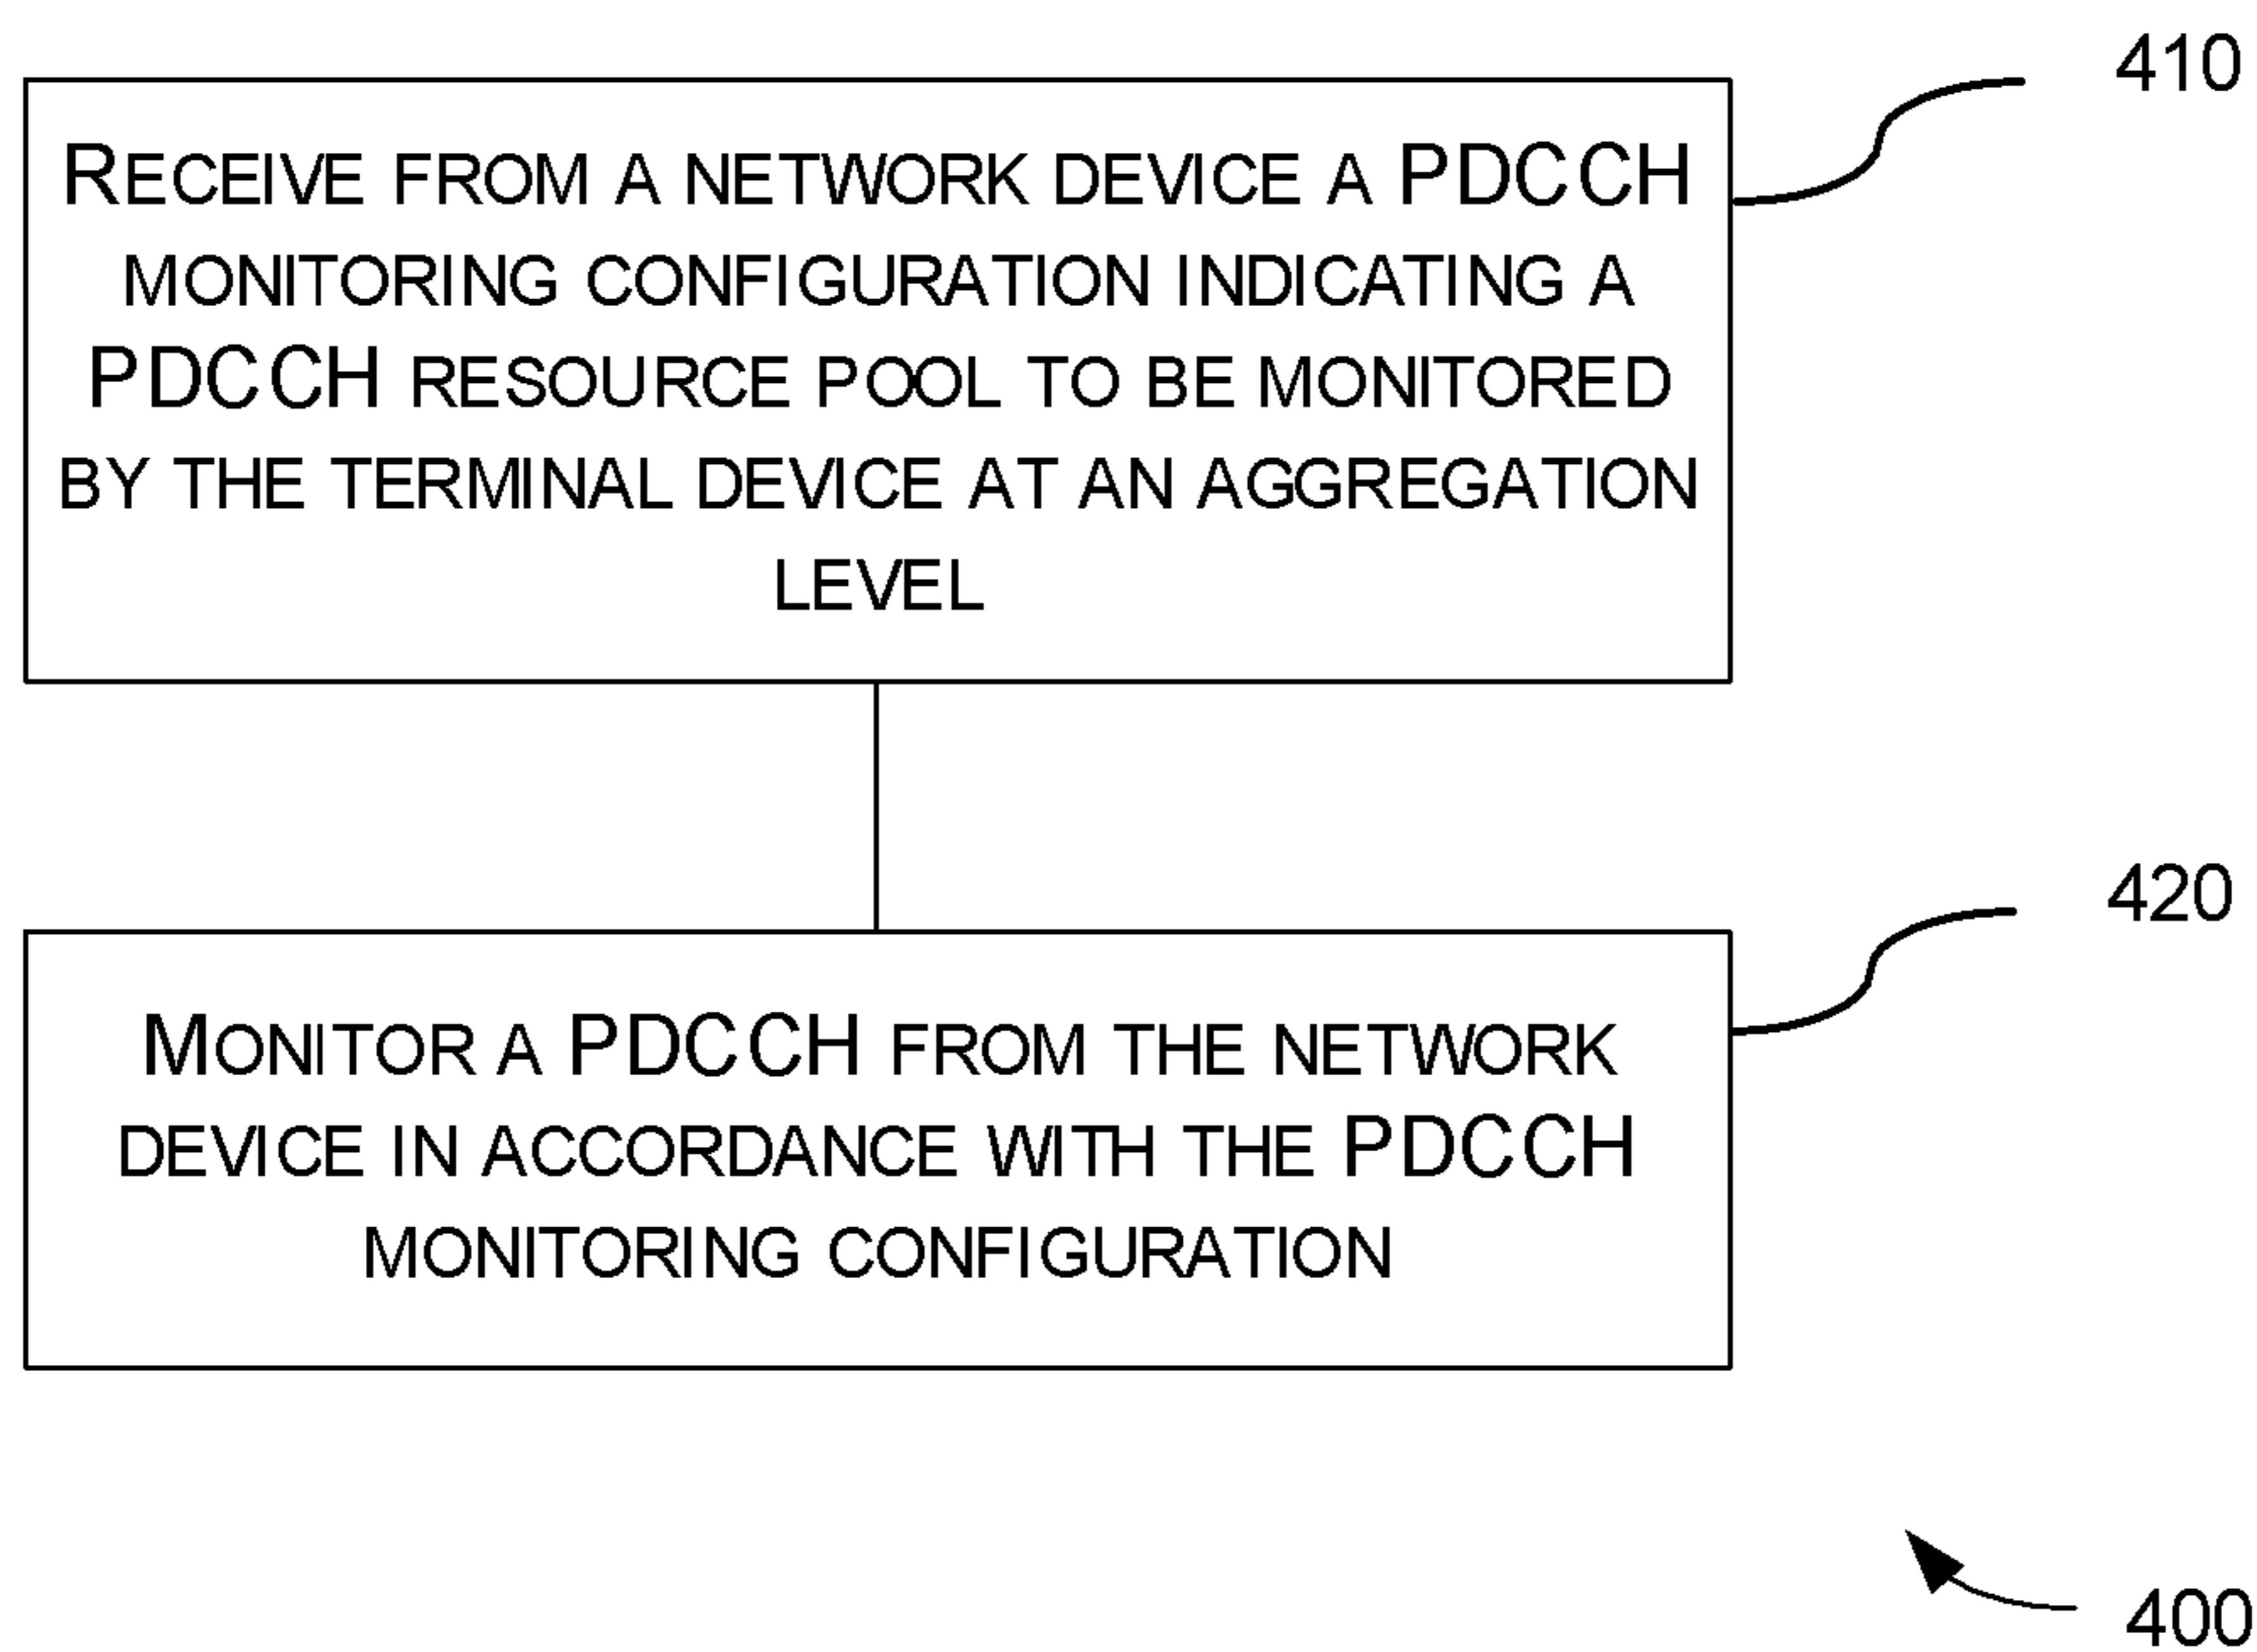 410
RECEIVE FROM A NETWORK DEVICE A PDCCH
MONITORING CONFIGURATION INDICATING A
PDCCH RESOURCE POOL TO BE MONITORED
BY THE TERMINAL DEVICE AT AN AGGREGATION
LEVEL
420
MONITOR A PDCCH FROM THE NETWORK
DEVICE IN ACCORDANCE WITH THE PDCCH
MONITORING CONFIGURATION
400